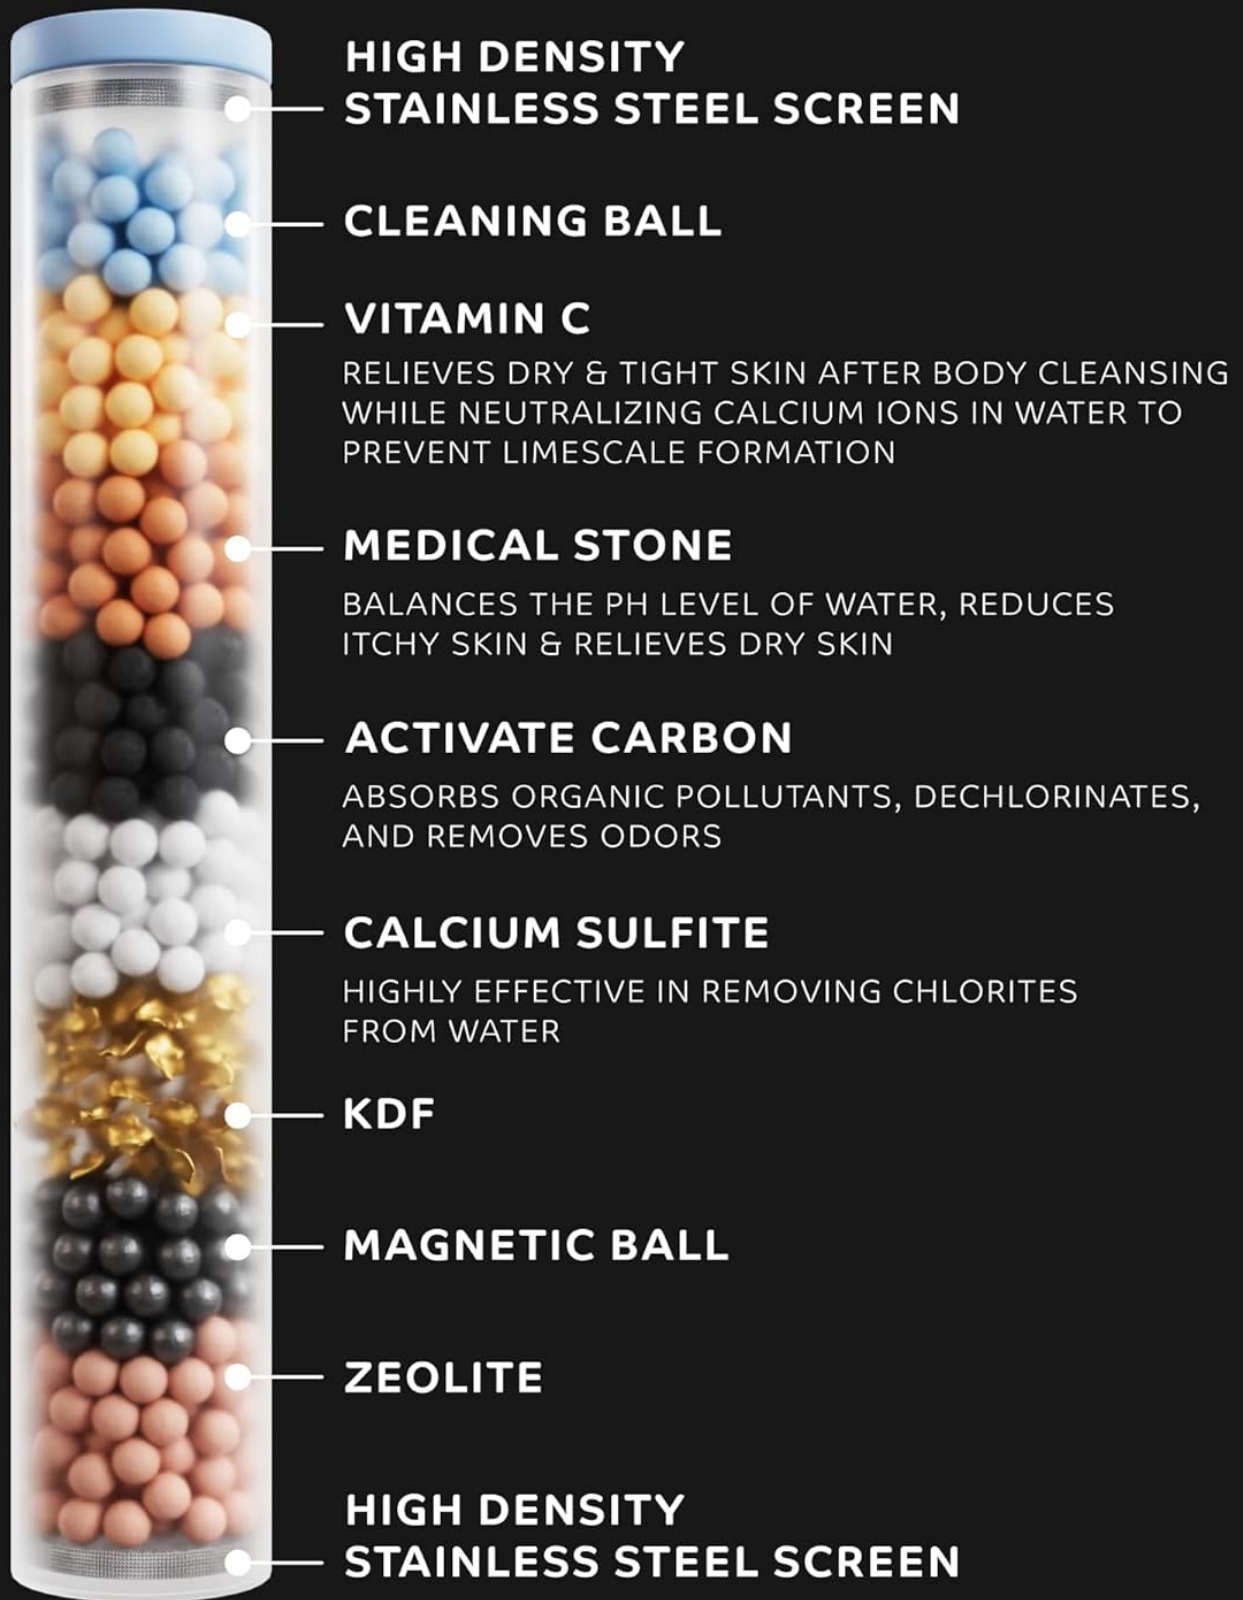 HIGH DENSITY
STAINLESS STEEL SCREEN
CLEANING BALL
VITAMIN C
RELIEVES DRY & TIGHT SKIN AFTER BODY CLEANSING
WHILE NEUTRALIZING CALCIUM IONS IN WATER TO
PREVENT LIMESCALE FORMATION
MEDICAL STONE
BALANCES THE PH LEVEL OF WATER, REDUCES
ITCHY SKIN & RELIEVES DRY SKIN
ACTIVATE CARBON
ABSORBS ORGANIC POLLUTANTS, DECHLORINATES,
AND REMOVES ODORS
CALCIUM SULFITE
HIGHLY EFFECTIVE IN REMOVING CHLORITES
FROM WATER
KDF
MAGNETIC BALL
ZEOLITE
HIGH DENSITY
STAINLESS STEEL SCREEN